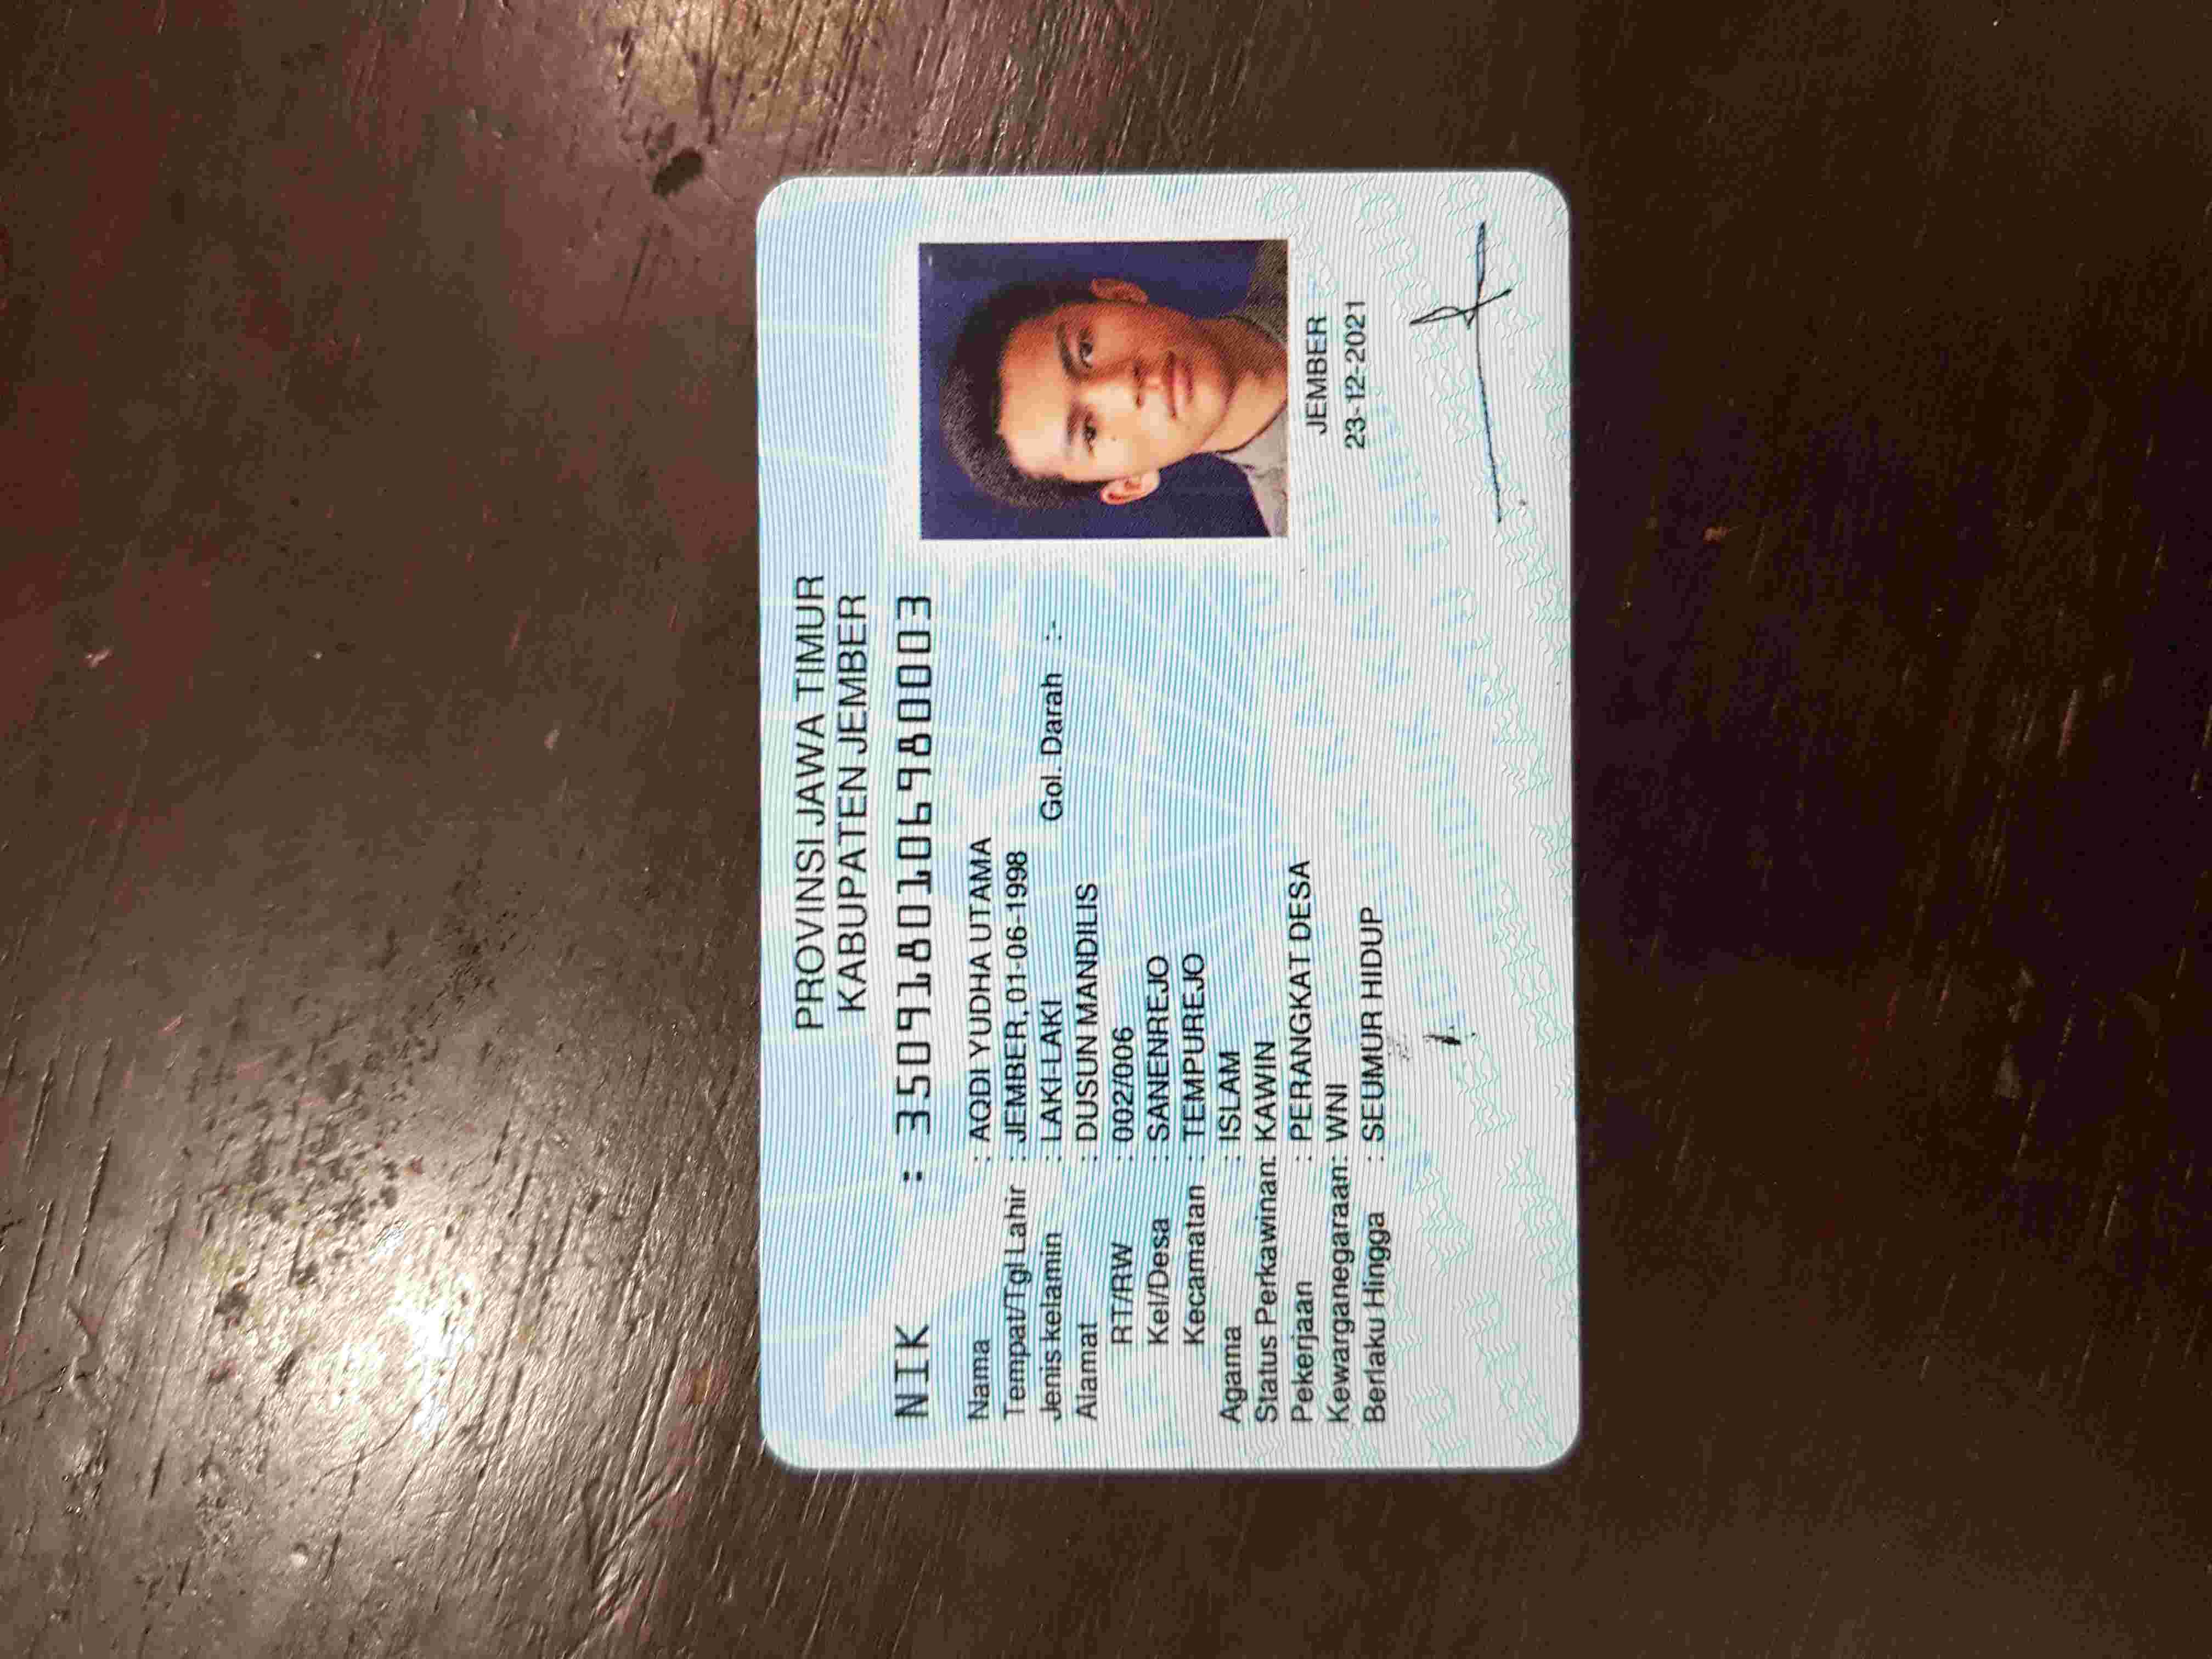 PROVINSI JAWA TIMUR
KABUPATEN JEMBER
NIK : 3509180106980003
Nama : AQDI YUDHA UTAMA
Tempat/Tgl Lahir : JEMBER, 01-06-1998
Jenis kelamin : LAKI-LAKI Gol. Darah :-
Alamat : DUSUN MANDILIS
RT/RW : 002/006
Kel/Desa : SANENREJO
Kecamatan : TEMPUREJO
Agama : ISLAM
Status Perkawinan: KAWIN
Pekerjaan : PERANGKAT DESA
Kewarganegaraan: WNI
Berlaku Hingga : SEUMUR HIDUP
JEMBER
23-12-2021